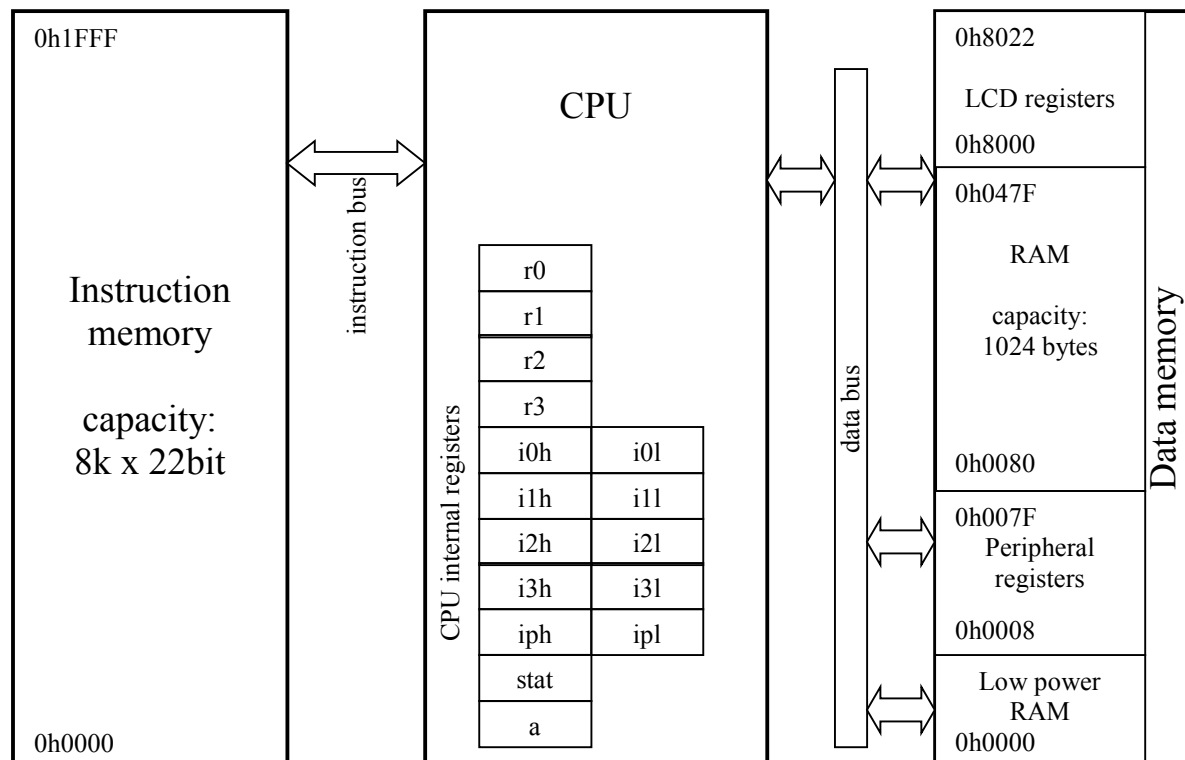 0h1FFF
Instruction
memory
capacity:
8k x 22bit
0h0000
instruction bus
CPU
CPU internal registers
r0
r1
r2
r3
i0h i0l
i1h i1l
i2h i2l
i3h i3l
iph ipl
stat
a
data bus
0h8022
LCD registers
0h8000
0h047F
RAM
capacity:
1024 bytes
0h0080
0h007F
Peripheral
registers
0h0008
Low power
RAM
0h0000
Data memory